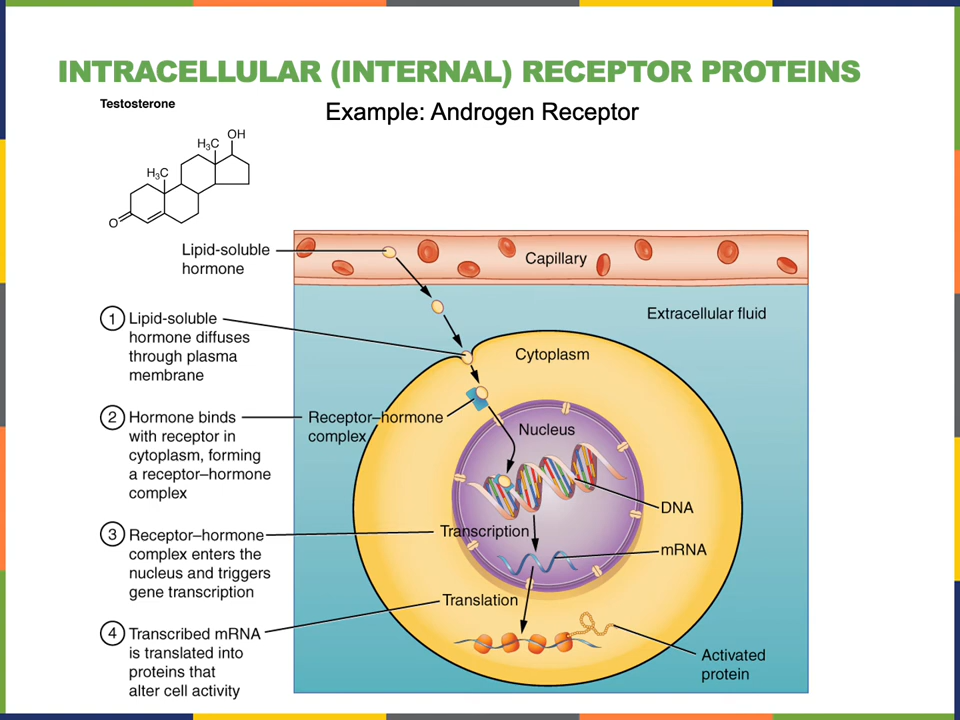 INTRACELLULAR (INTERNAL) RECEPTOR PROTEINS
Testosterone
Example: Androgen Receptor
OH
H₃C
H₃C
O
Lipid-soluble
hormone
Capillary
Extracellular fluid
1 Lipid-soluble
hormone diffuses
through plasma
membrane
Cytoplasm
2 Hormone binds
with receptor in
cytoplasm, forming
a receptor–hormone
complex
Receptor–hormone
complex
Nucleus
DNA
3 Receptor–hormone
complex enters the
nucleus and triggers
gene transcription
Transcription
mRNA
Translation
4 Transcribed mRNA
is translated into
proteins that
alter cell activity
Activated
protein